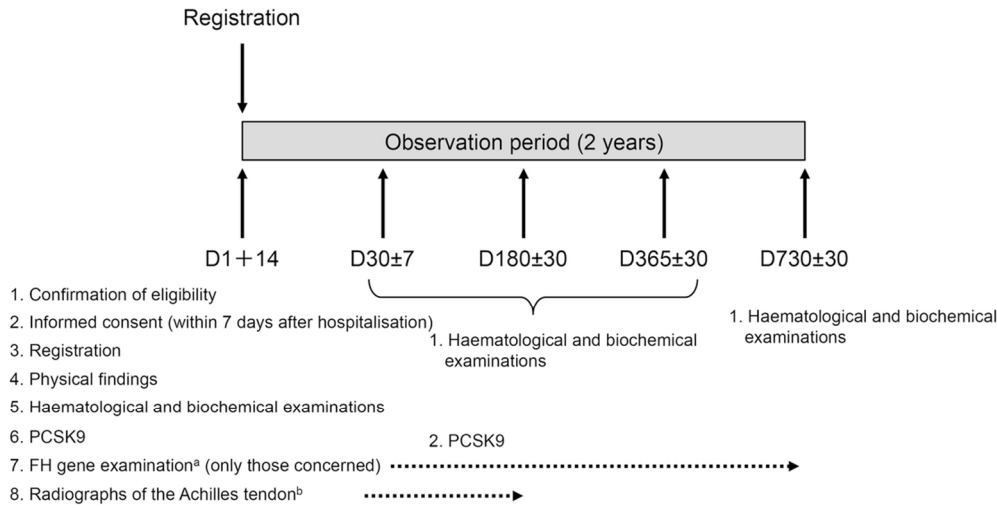 Registration
Observation period (2 years)
D1+14
D30±7
D180±30
D365±30
D730±30
1. Confirmation of eligibility
2. Informed consent (within 7 days after hospitalisation)
3. Registration
4. Physical findings
5. Haematological and biochemical examinations
6. PCSK9
7. FH gene examinationᵃ (only those concerned)
8. Radiographs of the Achilles tendonᵇ
1. Haematological and biochemical
examinations
2. PCSK9
1. Haematological and biochemical
examinations